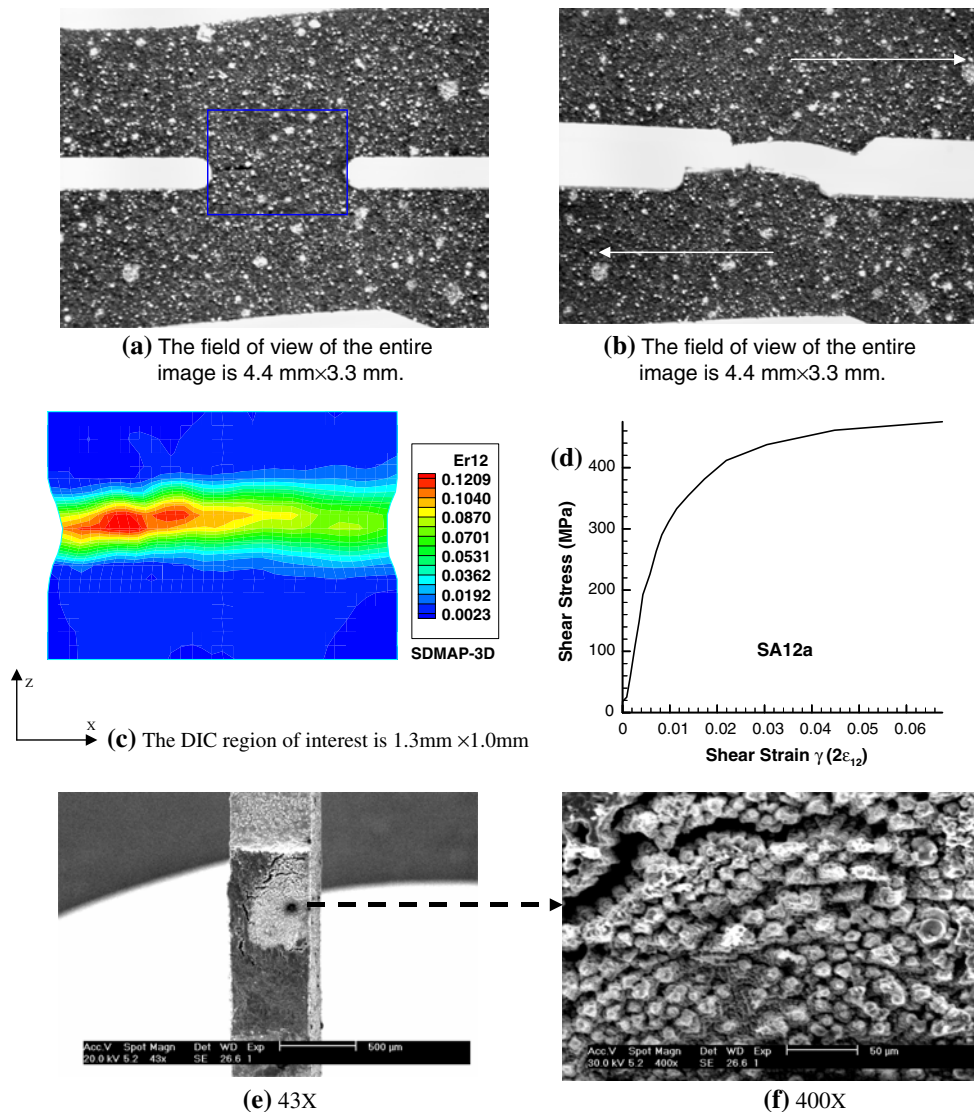 (a) The field of view of the entire
image is 4.4 mm×3.3 mm.
(b) The field of view of the entire
image is 4.4 mm×3.3 mm.
Er12
0.1209
0.1040
0.0870
0.0701
0.0531
0.0362
0.0192
0.0023
SDMAP-3D
z
x
(c) The DIC region of interest is 1.3mm ×1.0mm
(d)
Shear Stress (MPa)
400
300
200
100
0
SA12a
0 0.01 0.02 0.03 0.04 0.05 0.06
Shear Strain γ (2ε12)
Acc.V Spot Magn Det WD Exp
20.0 kV 5.2 43x SE 26.6 1
500 µm
(e) 43X
Acc.V Spot Magn Det WD Exp
30.0 kV 5.2 400x SE 26.6 1
50 µm
(f) 400X